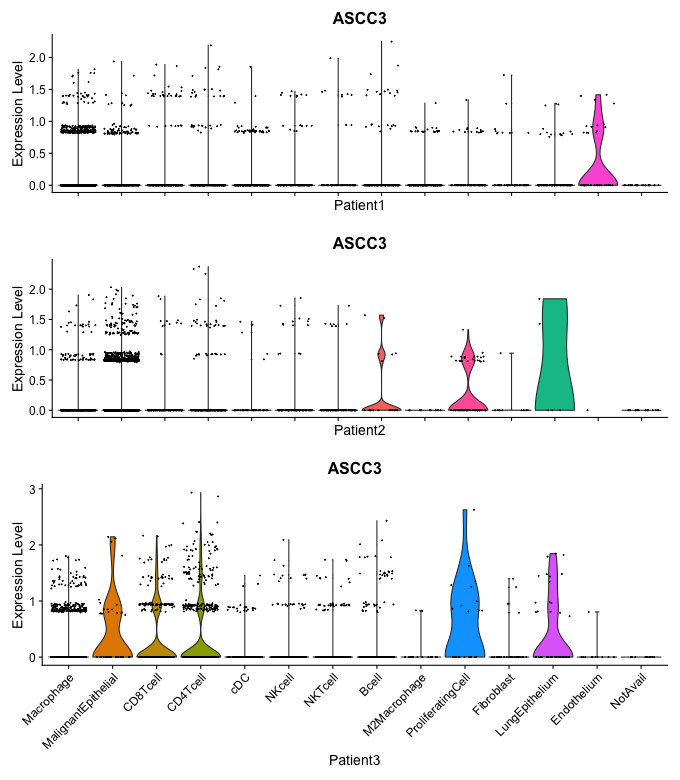 ASCC3
Expression Level
2.0
1.5
1.0
0.5
0.0
Patient1
ASCC3
Expression Level
2.0
1.5
1.0
0.5
0.0
Patient2
ASCC3
Expression Level
3
2
1
0
Macrophage
MalignantEpithelial
CD8Tcell
CD4Tcell
cDC
NKcell
NKTcell
Bcell
M2Macrophage
ProliferatingCell
Fibroblast
LungEpithelium
Endothelium
NotAvail
Patient3